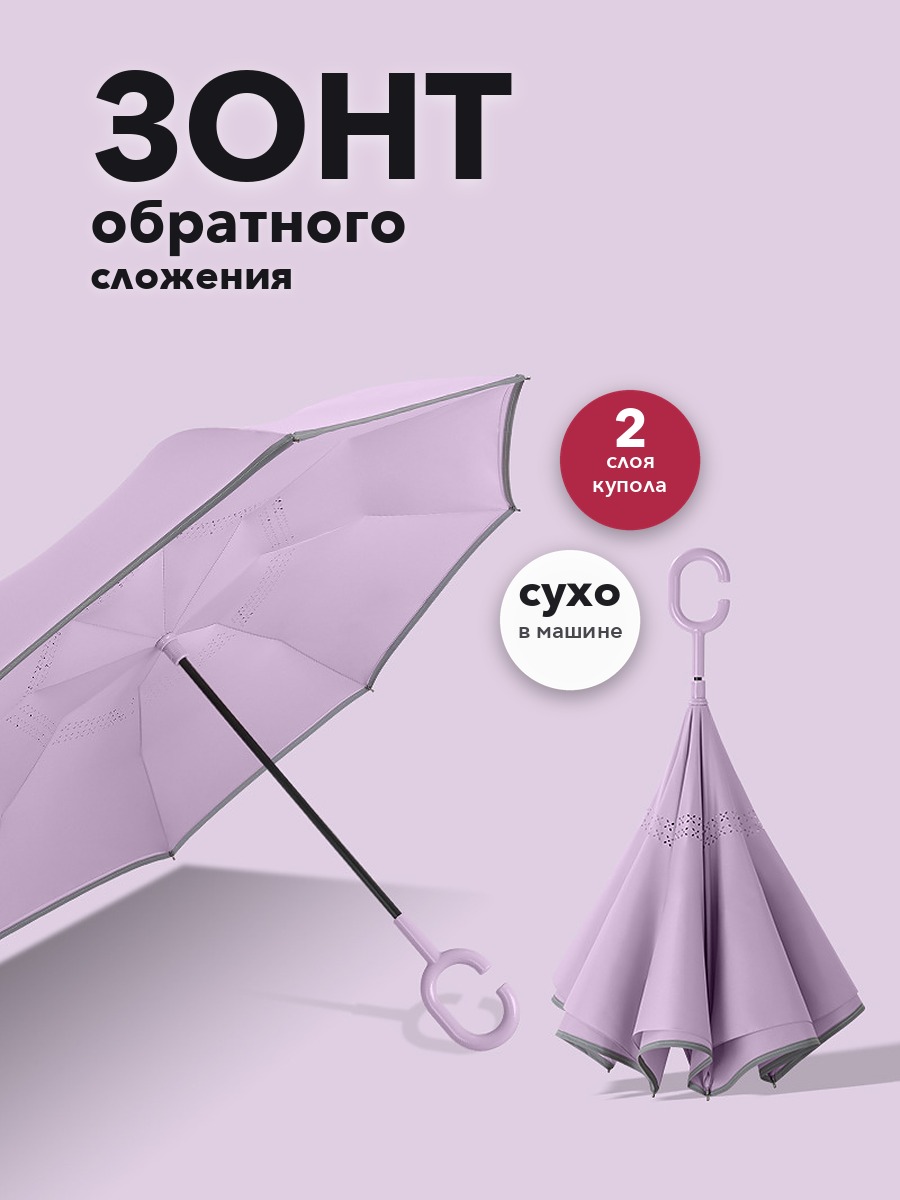 ЗОНТ
обратного
сложения
2
слоя
купола
сухо
в машине